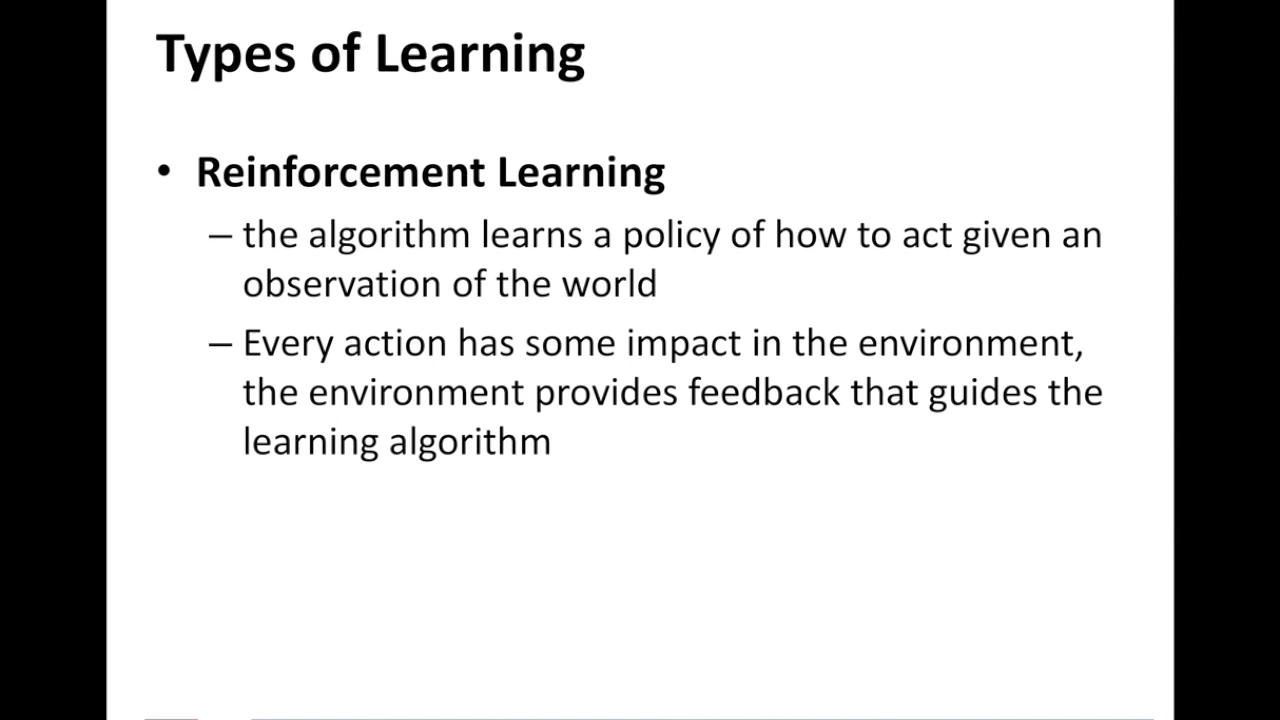 Types of Learning
• Reinforcement Learning
– the algorithm learns a policy of how to act given an
observation of the world
– Every action has some impact in the environment,
the environment provides feedback that guides the
learning algorithm